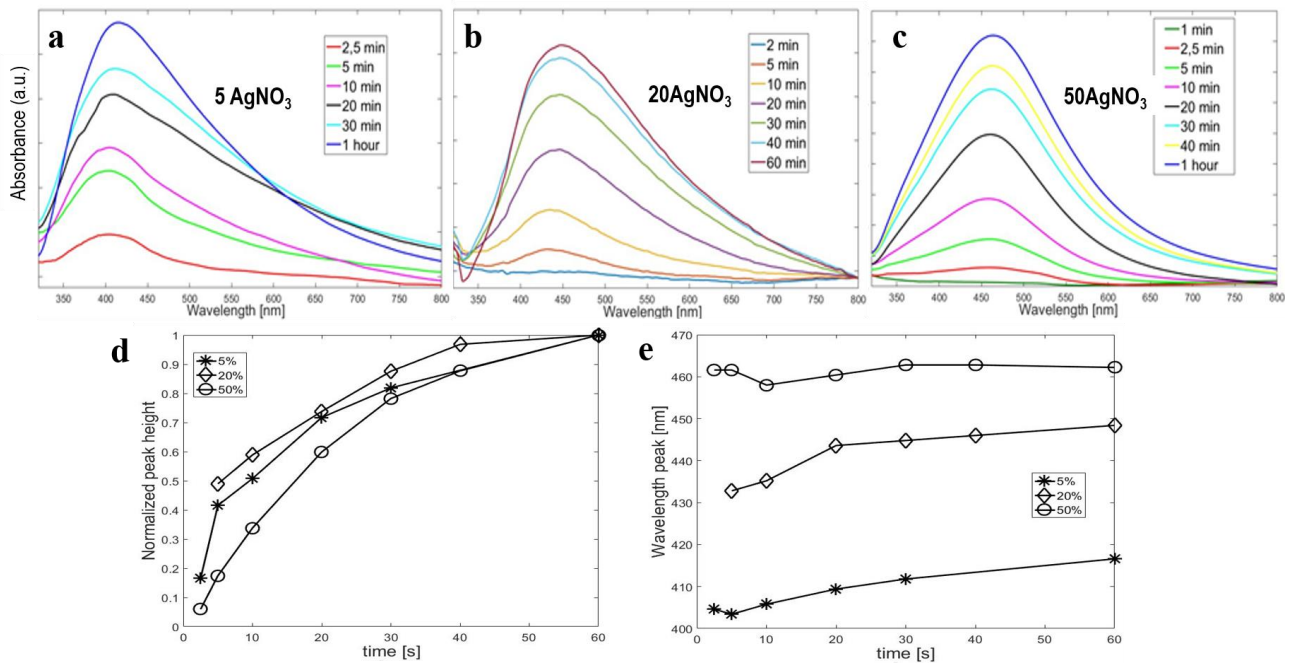 a
5 AgNO3
2,5 min
5 min
10 min
20 min
30 min
1 hour
Absorbance (a.u.)
350 400 450 500 550 600 650 700 750 800
Wavelength [nm]
b
20AgNO3
2 min
5 min
10 min
20 min
30 min
40 min
60 min
350 400 450 500 550 600 650 700 750 800
Wavelength [nm]
c
50AgNO3
1 min
2,5 min
5 min
10 min
20 min
30 min
40 min
1 hour
350 400 450 500 550 600 650 700 750 800
Wavelength [nm]
d
5%
20%
50%
Normalized peak height
1
0.9
0.8
0.7
0.6
0.5
0.4
0.3
0.2
0.1
0
0 10 20 30 40 50 60
time [s]
e
5%
20%
50%
Wavelength peak [nm]
470
460
450
440
430
420
410
400
0 10 20 30 40 50 60
time [s]